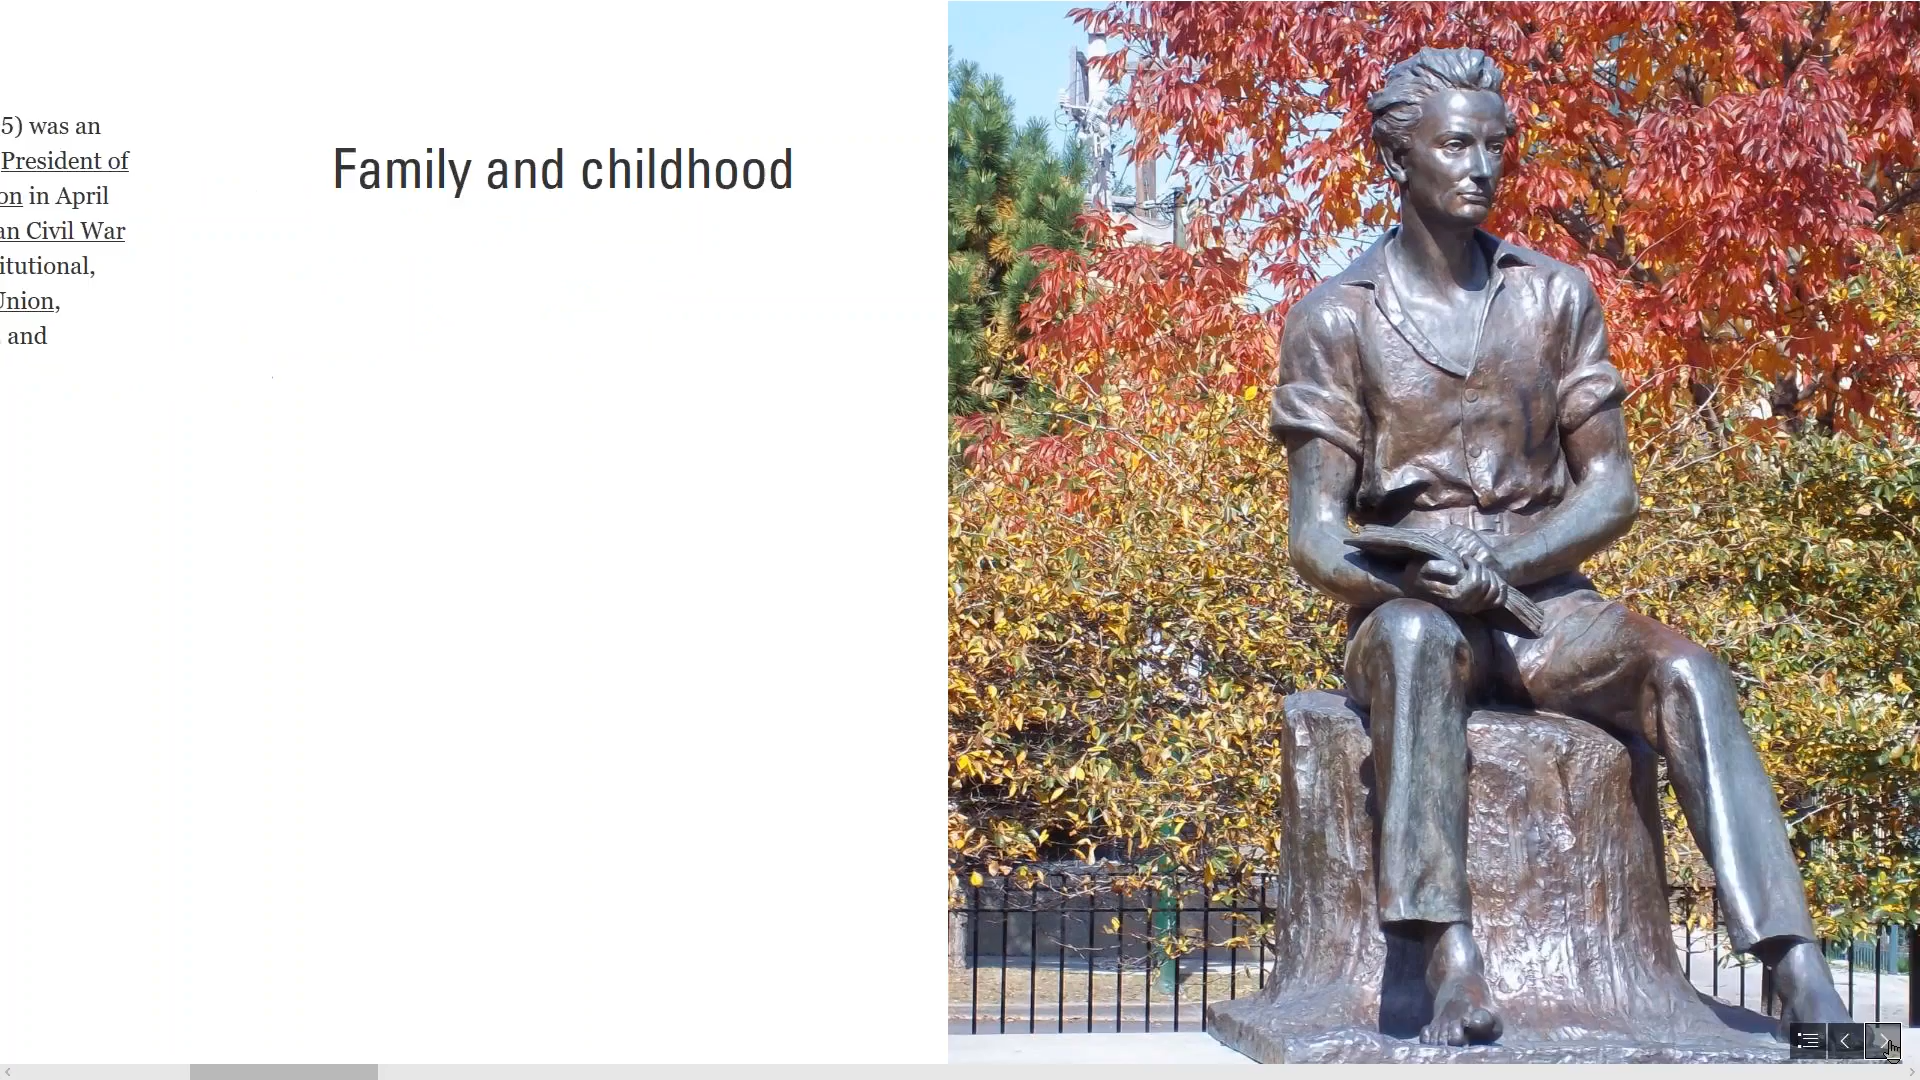 5) was an
President of
on in April
an Civil War
itutional,
Union,
and
Family and childhood